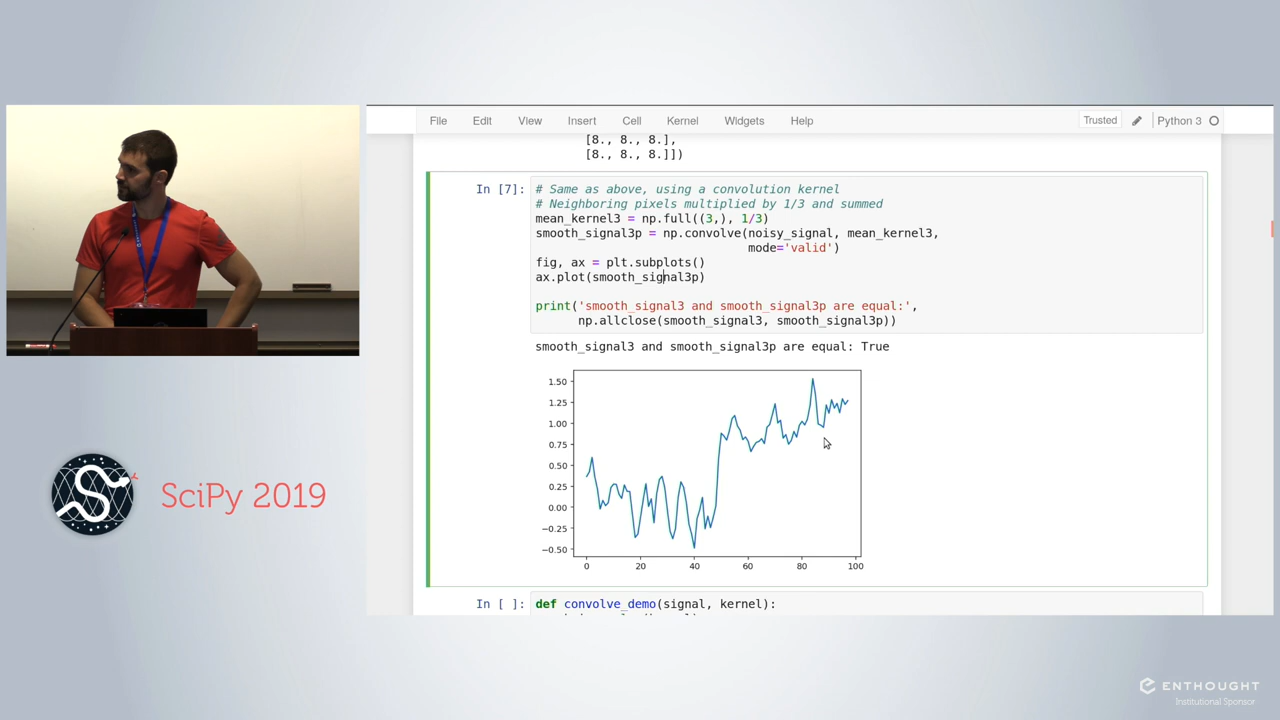 File Edit View Insert Cell Kernel Widgets Help Trusted Python 3
[8., 8., 8.],
[8., 8., 8.]])
In [7]: # Same as above, using a convolution kernel
# Neighboring pixels multiplied by 1/3 and summed
mean_kernel3 = np.full((3,), 1/3)
smooth_signal3p = np.convolve(noisy_signal, mean_kernel3,
mode='valid')
fig, ax = plt.subplots()
ax.plot(smooth_signal3p)
print('smooth_signal3 and smooth_signal3p are equal:',
np.allclose(smooth_signal3, smooth_signal3p))
smooth_signal3 and smooth_signal3p are equal: True
1.50
1.25
1.00
0.75
0.50
0.25
0.00
−0.25
−0.50
0 20 40 60 80 100
In [ ]: def convolve_demo(signal, kernel):
SciPy 2019
ENTHOUGHT
Institutional Sponsor